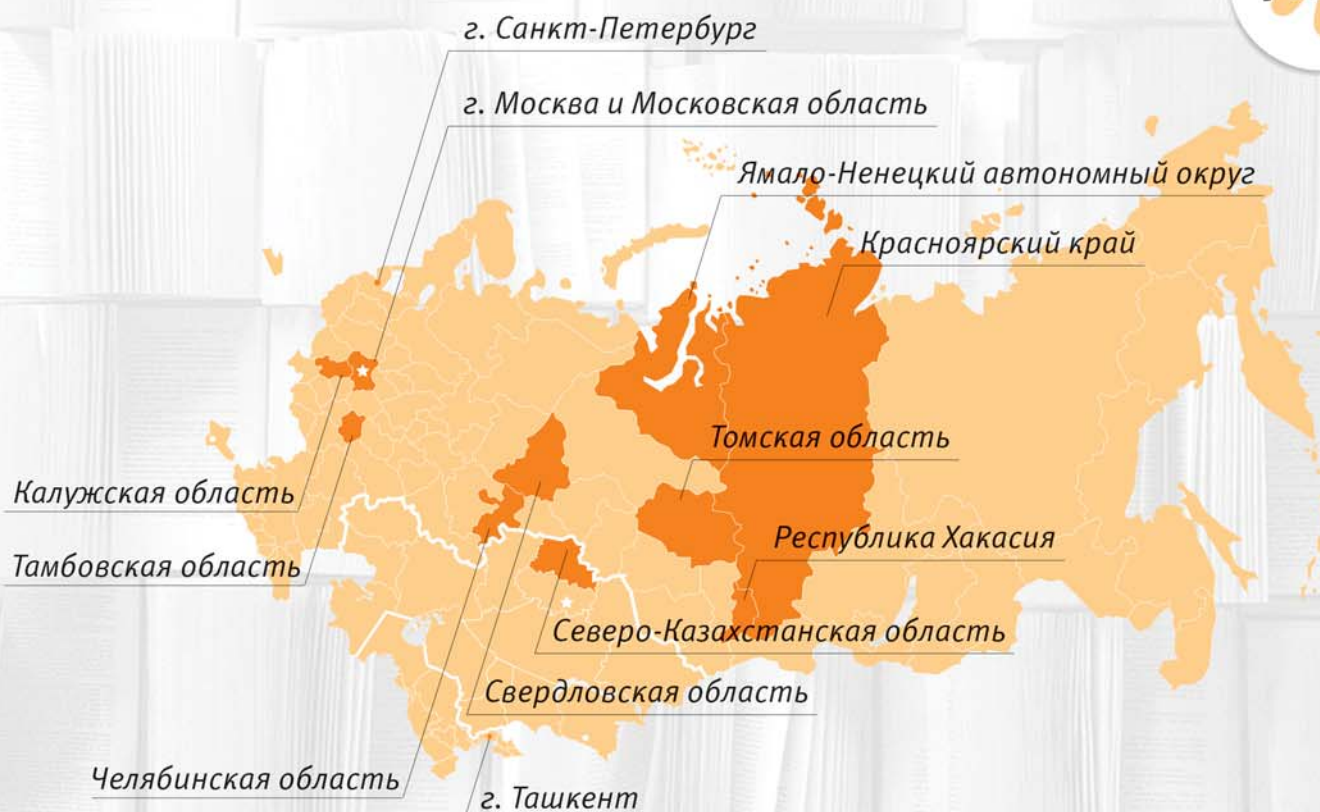 г. Санкт-Петербург
г. Москва и Московская область
Ямало-Ненецкий автономный округ
Красноярский край
Томская область
Калужская область
Республика Хакасия
Тамбовская область
Северо-Казахстанская область
Свердловская область
Челябинская область
г. Ташкент